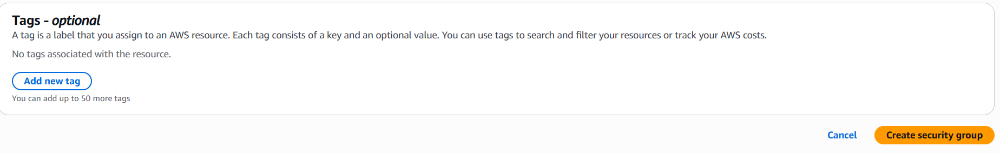 Tags - optional
A tag is a label that you assign to an AWS resource. Each tag consists of a key and an optional value. You can use tags to search and filter your resources or track your AWS costs.
No tags associated with the resource.
Add new tag
You can add up to 50 more tags
Cancel
Create security group